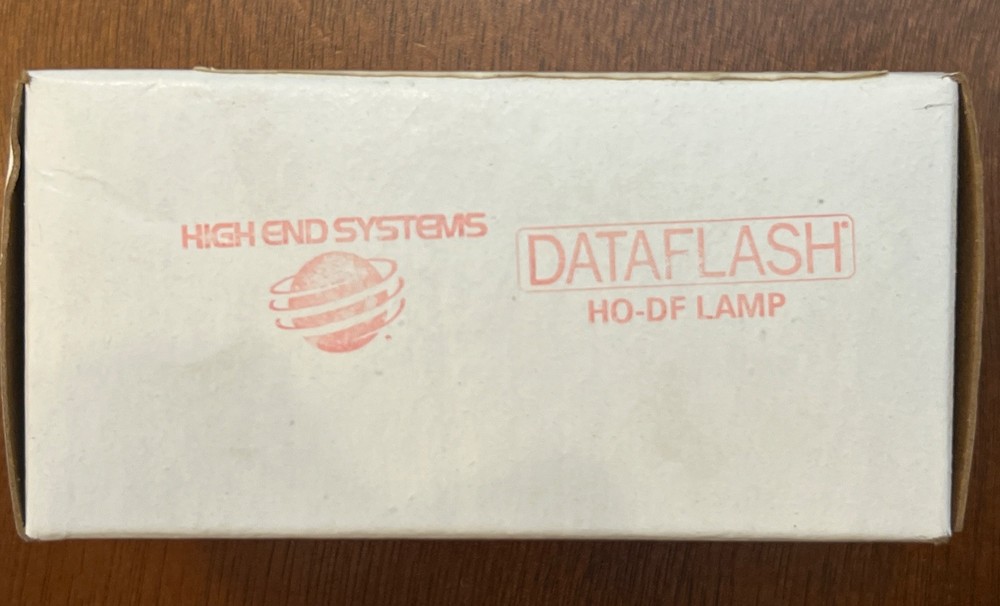 HIGH END SYSTEMS
DATAFLASH®
HO-DF LAMP